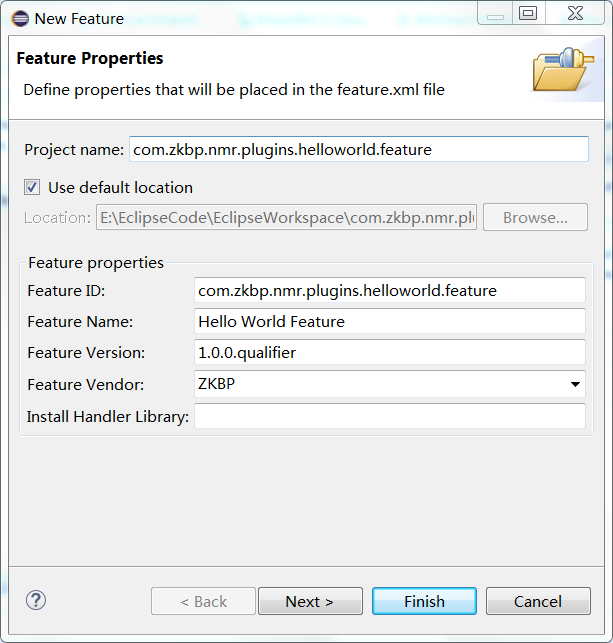 New Feature
Feature Properties
Define properties that will be placed in the feature.xml file
Project name: com.zkbp.nmr.plugins.helloworld.feature
Use default location
Location: E:\EclipseCode\EclipseWorkspace\com.zkbp.nmr.plu Browse...
Feature properties
Feature ID: com.zkbp.nmr.plugins.helloworld.feature
Feature Name: Hello World Feature
Feature Version: 1.0.0.qualifier
Feature Vendor: ZKBP
Install Handler Library:
? < Back Next > Finish Cancel